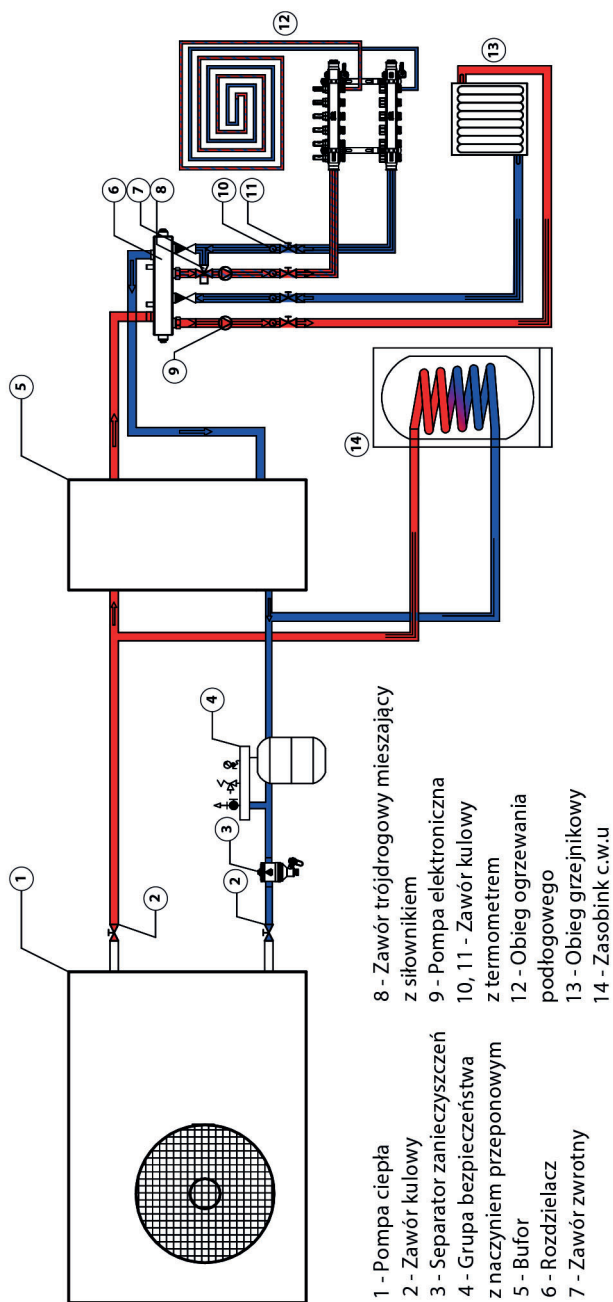 1
2
2
3
4
5
6
7
8
9
10
11
12
13
14
1 - Pompa ciepła
2 - Zawór kulowy
3 - Separator zanieczyszczeń
4 - Grupa bezpieczeństwa
z naczyniem przeponowym
5 - Bufor
6 - Rozdzielacz
7 - Zawór zwrotny
8 - Zawór trójdrogowy mieszający
z siłownikiem
9 - Pompa elektroniczna
10, 11 - Zawór kulowy
z termometrem
12 - Obieg ogrzewania
podłogowego
13 - Obieg grzejnikowy
14 - Zasobink c.w.u